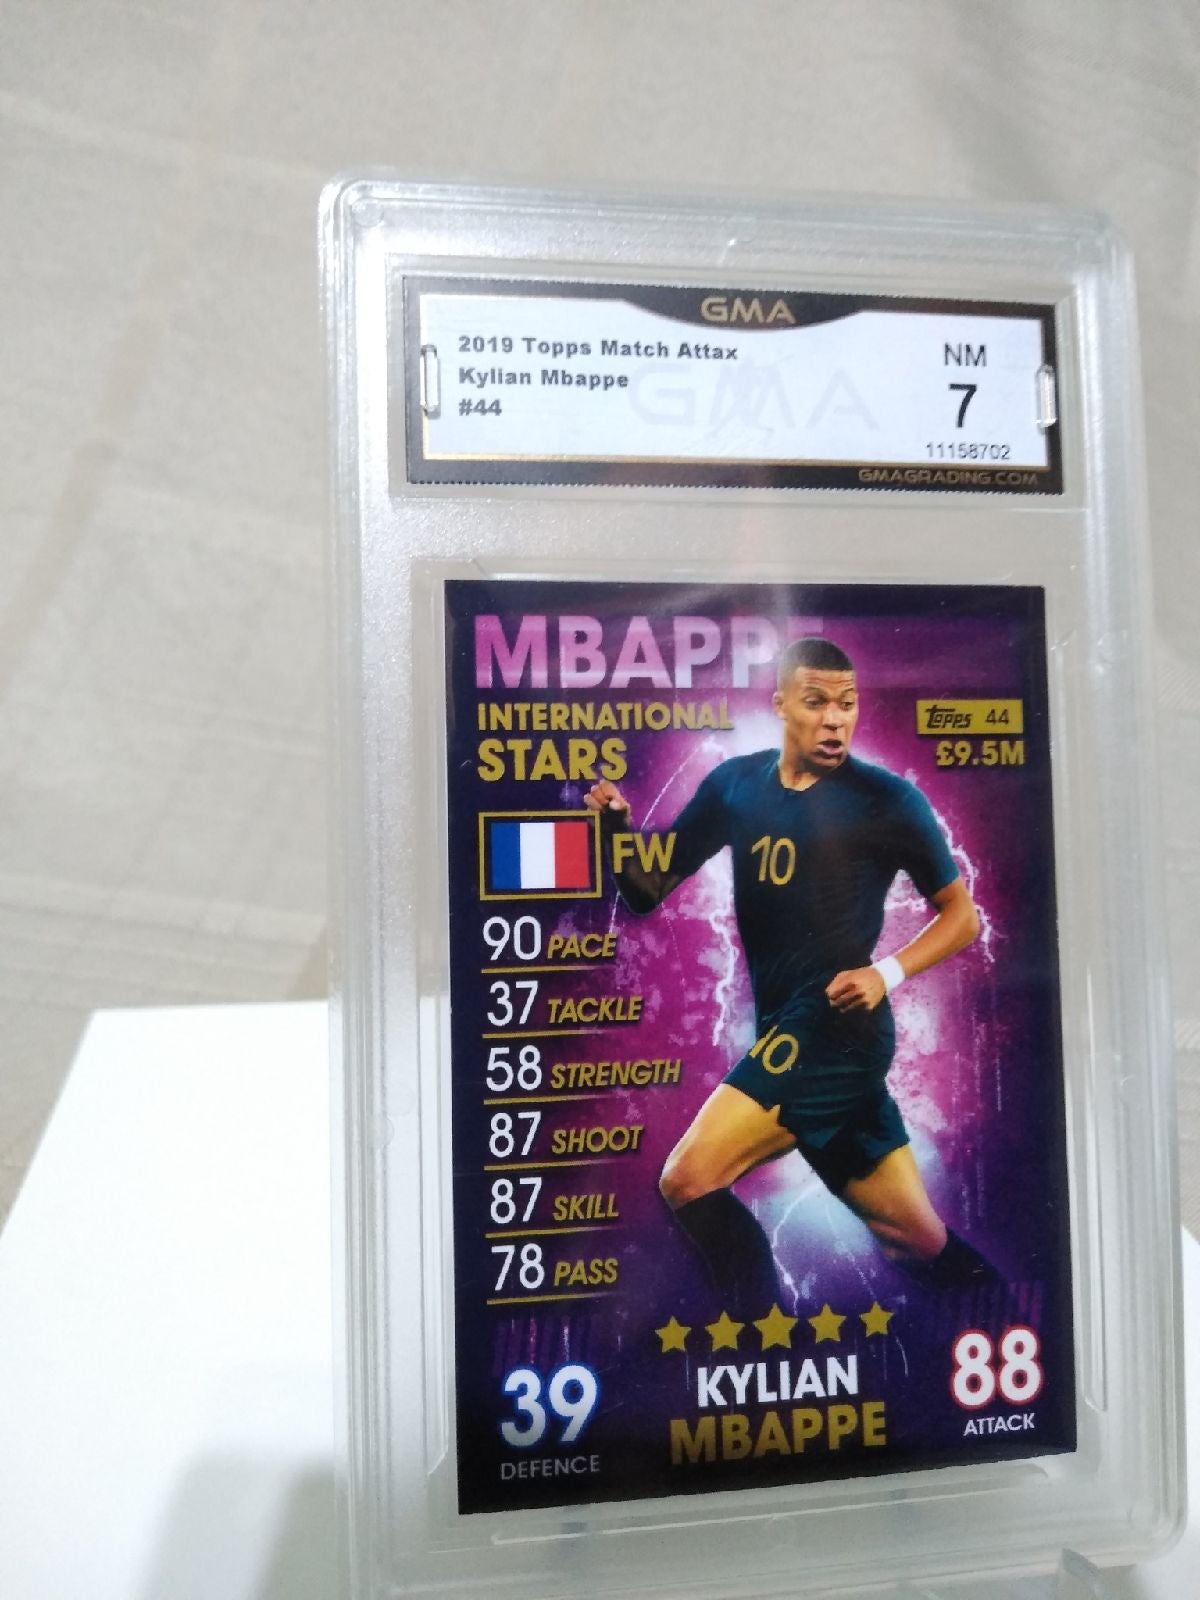 GMA
2019 Topps Match Attax
Kylian Mbappe
#44
GMA
NM
7
11158702
GMAGRADING.COM
MBAPPE
INTERNATIONAL
STARS
topps 44
£9.5M
FW
10
10
90 PACE
37 TACKLE
58 STRENGTH
87 SHOOT
87 SKILL
78 PASS
KYLIAN
MBAPPE
39
DEFENCE
88
ATTACK